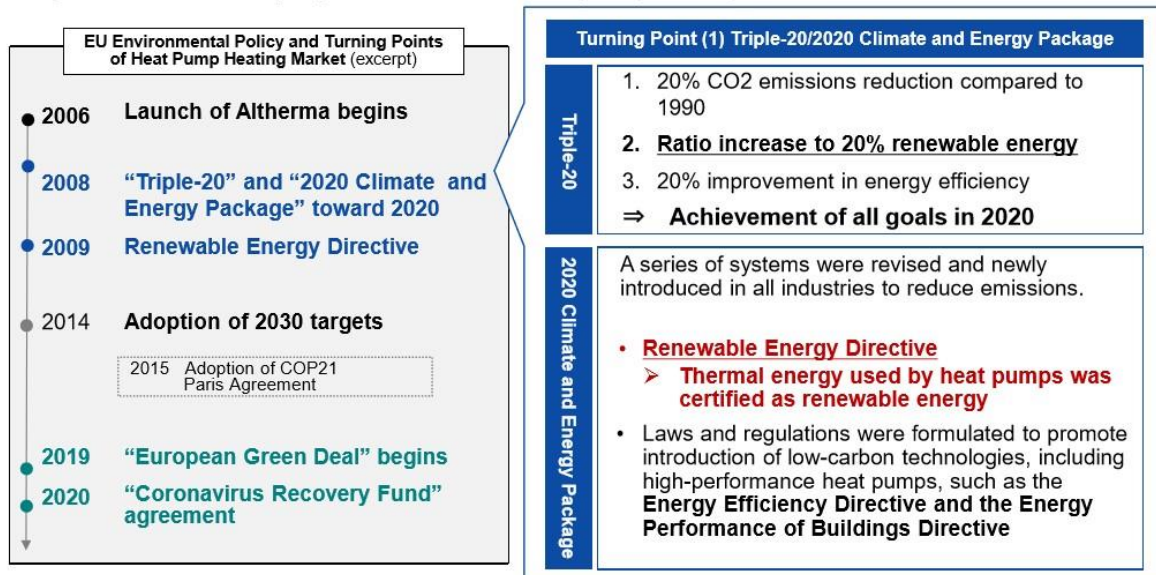 EU Environmental Policy and Turning Points
of Heat Pump Heating Market (excerpt)
2006 Launch of Altherma begins
2008 “Triple-20” and “2020 Climate and
Energy Package” toward 2020
2009 Renewable Energy Directive
2014 Adoption of 2030 targets
2015 Adoption of COP21
Paris Agreement
2019 “European Green Deal” begins
2020 “Coronavirus Recovery Fund”
agreement
Turning Point (1) Triple-20/2020 Climate and Energy Package
Triple-20
1. 20% CO2 emissions reduction compared to
1990
2. Ratio increase to 20% renewable energy
3. 20% improvement in energy efficiency
⇒ Achievement of all goals in 2020
2020 Climate and Energy Package
A series of systems were revised and newly
introduced in all industries to reduce emissions.
• Renewable Energy Directive
➢ Thermal energy used by heat pumps was
certified as renewable energy
• Laws and regulations were formulated to promote
introduction of low-carbon technologies, including
high-performance heat pumps, such as the
Energy Efficiency Directive and the Energy
Performance of Buildings Directive